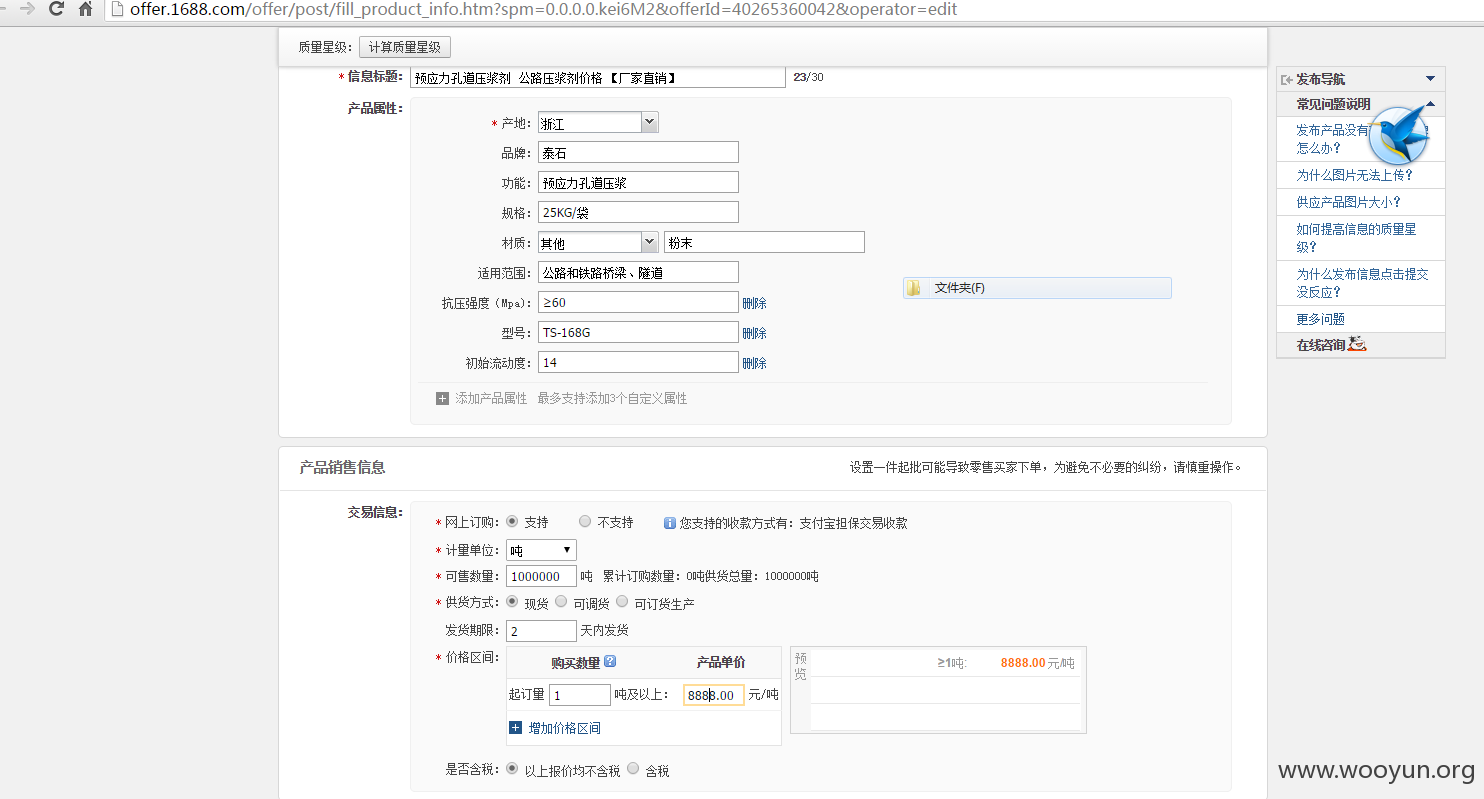 offer.1688.com/offer/post/fill_product_info.htm?spm=0.0.0.0.kei6M2&offerId=40265360042&operator=edit
质量星级： 计算质量星级
* 信息标题： 预应力孔道压浆剂 公路压浆剂价格【厂家直销】 23/30
产品属性：
* 产地： 浙江
品牌： 泰石
功能： 预应力孔道压浆
规格： 25KG/袋
材质： 其他 粉末
适用范围： 公路和铁路桥梁、隧道
抗压强度（Mpa）： ≥60 删除
型号： TS-168G 删除
初始流动度： 14 删除
添加产品属性 最多支持添加3个自定义属性
文件夹(F)
发布导航
常见问题说明
发布产品没有
怎么办？
为什么图片无法上传？
供应产品图片大小？
如何提高信息的质量星
级？
为什么发布信息点击提交
没反应？
更多问题
在线咨询
产品销售信息 设置一件起批可能导致零售买家下单，为避免不必要的纠纷，请慎重操作。
交易信息：
* 网上订购： 支持 不支持 您支持的收款方式有：支付宝担保交易收款
* 计量单位： 吨
* 可售数量： 1000000 吨 累计订购数量：0吨供货总量：1000000吨
* 供货方式： 现货 可调货 可订货生产
发货期限： 2 天内发货
* 价格区间： 购买数量 产品单价
起订量 1 吨及以上： 8888.00 元/吨
增加价格区间
预览 ≥1吨: 8888.00元/吨
是否含税： 以上报价均不含税 含税
www.wooyun.org